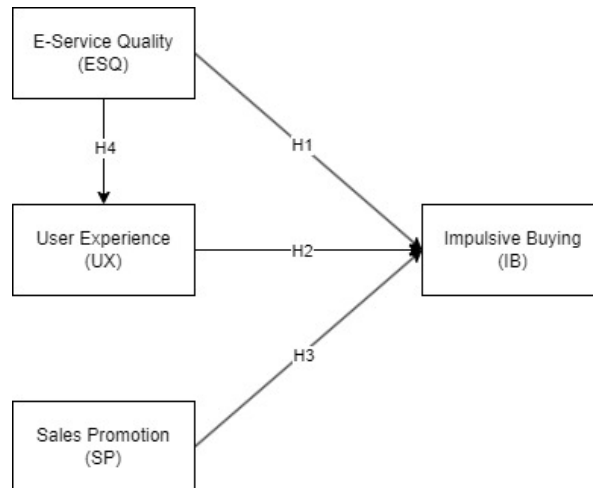 E-Service Quality
(ESQ)
H1
H4
User Experience
(UX)
H2
Impulsive Buying
(IB)
H3
Sales Promotion
(SP)